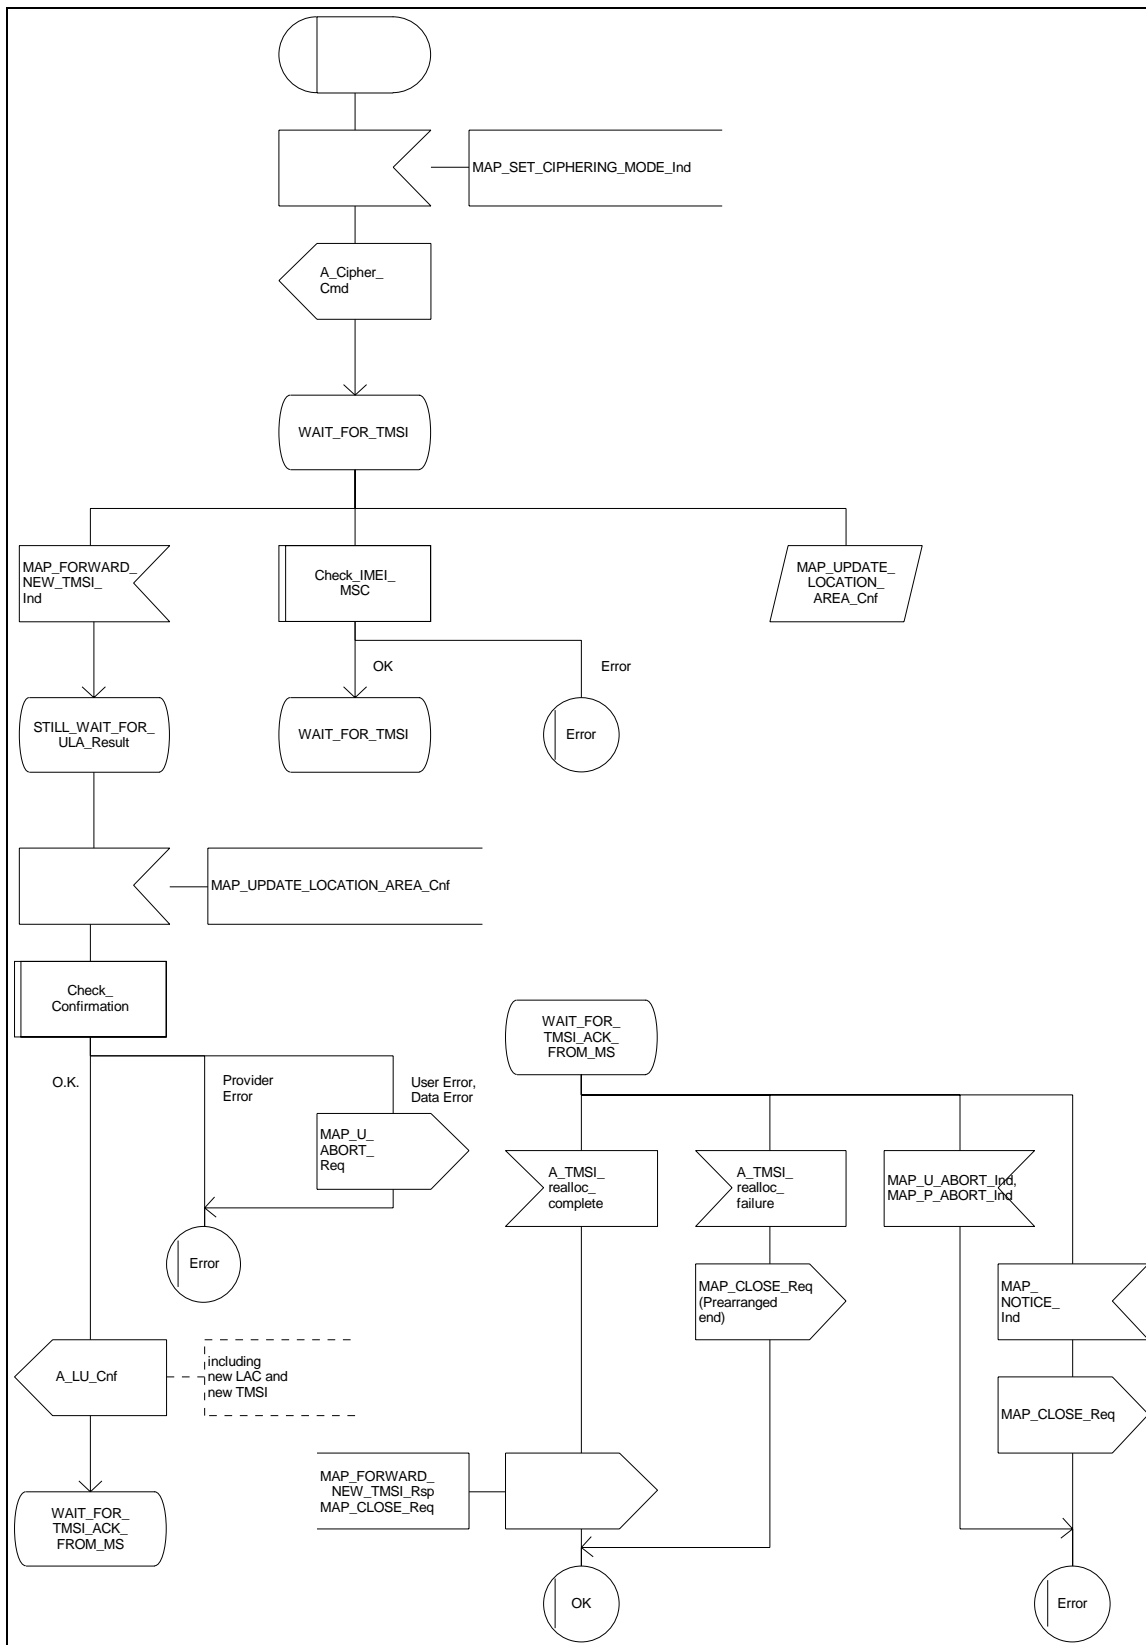 MAP_SET_CIPHERING_MODE_Ind
A_Cipher_
Cmd
WAIT_FOR_TMSI
MAP_FORWARD_
NEW_TMSI_
Ind
Check_IMEI_
MSC
MAP_UPDATE_
LOCATION_
AREA_Cnf
OK
Error
STILL_WAIT_FOR_
ULA_Result
WAIT_FOR_TMSI
Error
MAP_UPDATE_LOCATION_AREA_Cnf
Check_
Confirmation
O.K.
Provider
Error
User Error,
Data Error
MAP_U_
ABORT_
Req
Error
A_LU_Cnf
including
new LAC and
new TMSI
WAIT_FOR_
TMSI_ACK_
FROM_MS
WAIT_FOR_
TMSI_ACK_
FROM_MS
A_TMSI_
realloc_
complete
A_TMSI_
realloc_
failure
MAP_U_ABORT_Ind,
MAP_P_ABORT_Ind
MAP_CLOSE_Req
(Prearranged
end)
MAP_
NOTICE_
Ind
MAP_CLOSE_Req
MAP_FORWARD_
NEW_TMSI_Rsp
MAP_CLOSE_Req
OK
Error